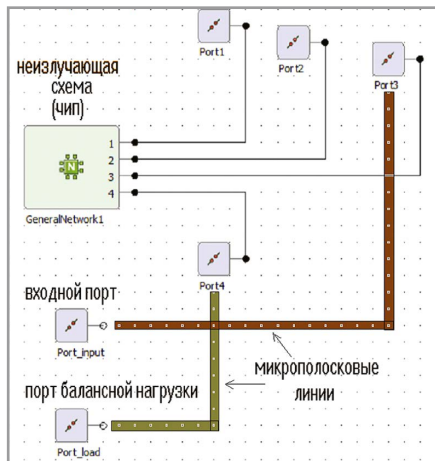 Port1
Port2
Port3
неизлучающая
схема
(чип)
1
2
3
4
N
GeneralNetwork1
Port4
входной порт
Port_input
микрополосковые
линии
порт балансной нагрузки
Port_load